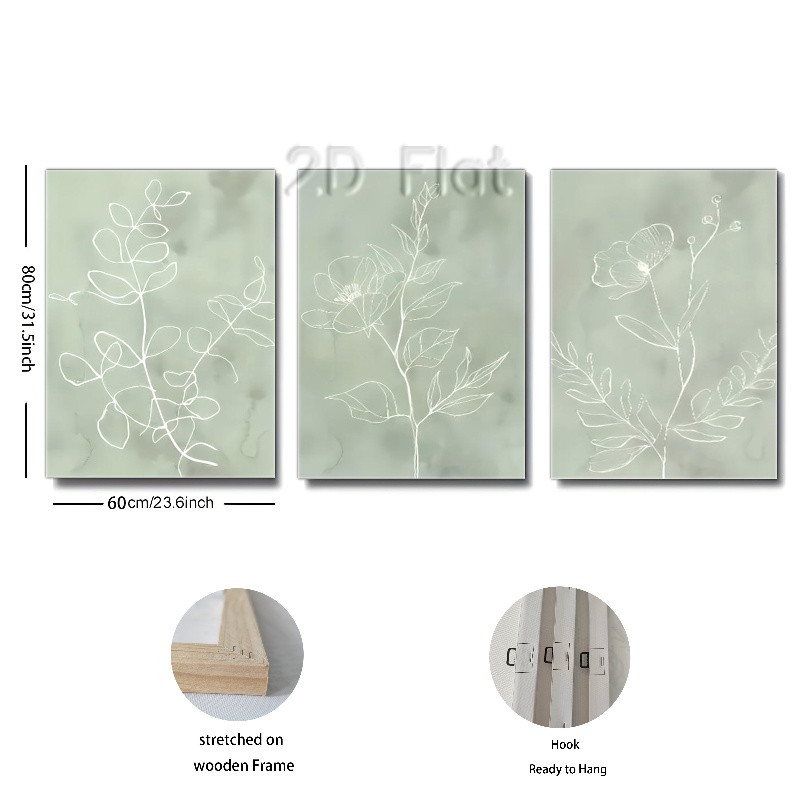 2D Flat
80cm/31.5inch
60cm/23.6inch
stretched on
wooden Frame
Hook
Ready to Hang